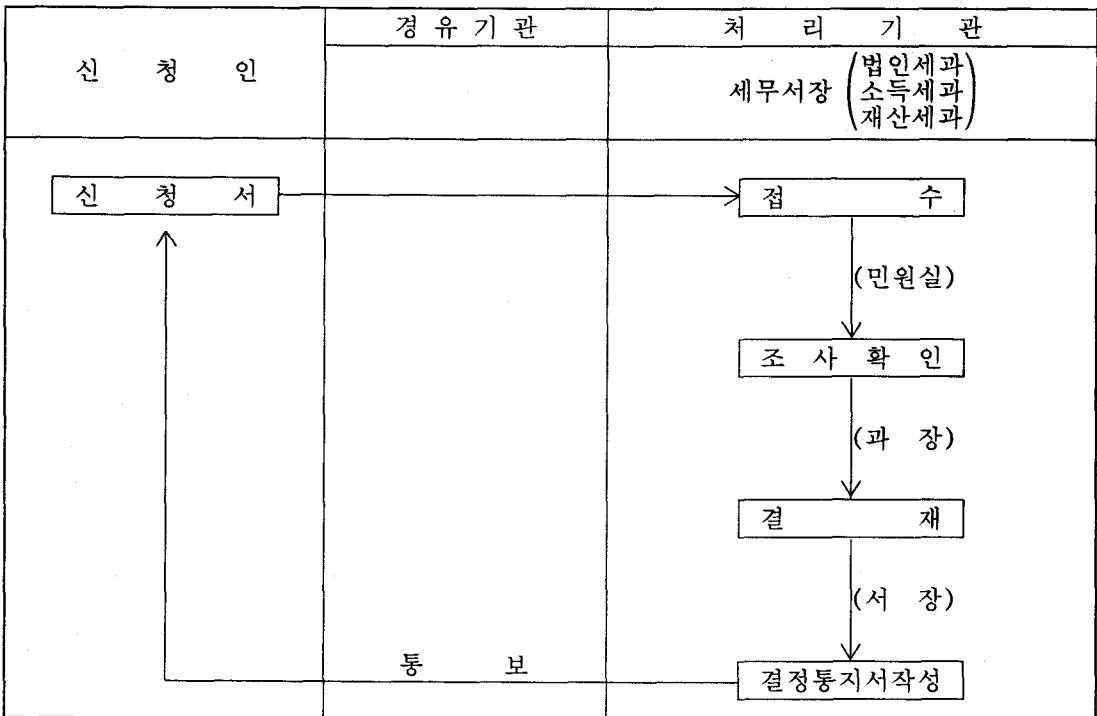 신 청 인
경 유 기 관
처 리 기 관
세무서장 (법인세과
소득세과
재산세과)
신 청 서
접 수
(민원실)
조 사 확 인
(과 장)
결 재
(서 장)
통 보
결정통지서작성